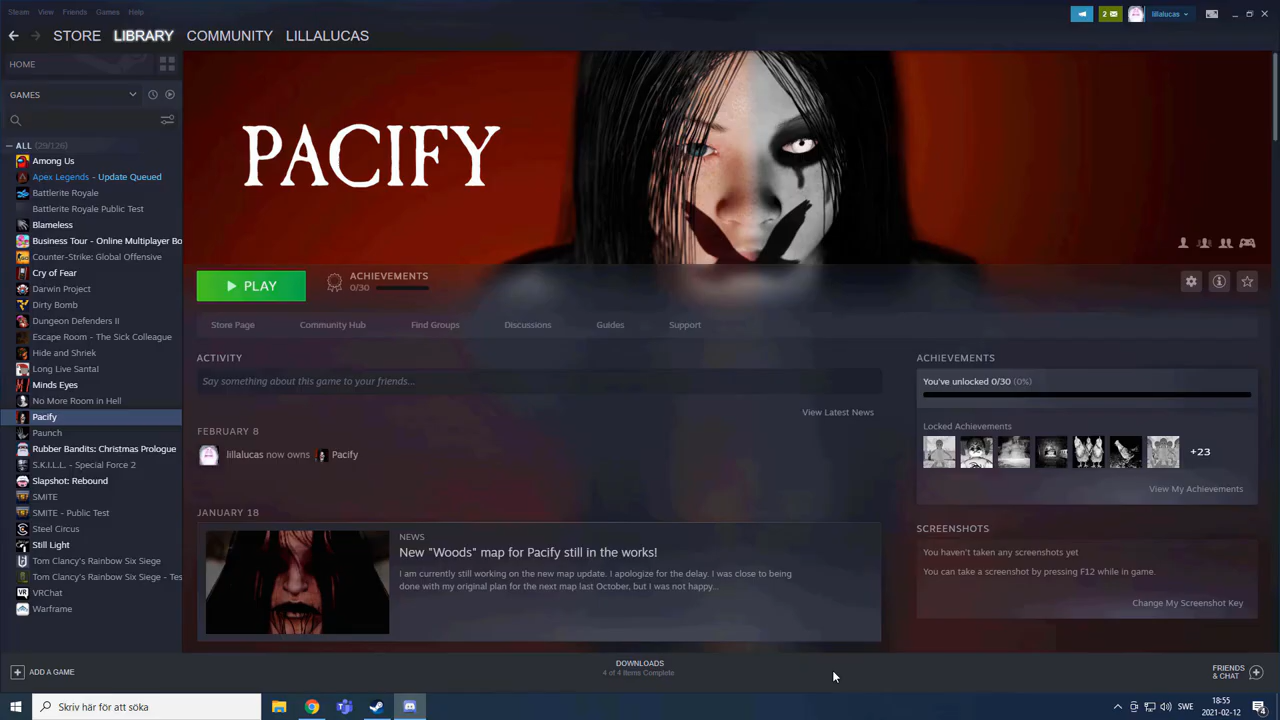 Steam View Friends Games Help
2 lillalucas
STORE LIBRARY COMMUNITY LILLALUCAS
HOME
GAMES
ALL (29/126)
Among Us
Apex Legends - Update Queued
Battlerite Royale
Battlerite Royale Public Test
Blameless
Business Tour - Online Multiplayer Bo
Counter-Strike: Global Offensive
Cry of Fear
Darwin Project
Dirty Bomb
Dungeon Defenders II
Escape Room - The Sick Colleague
Hide and Shriek
Long Live Santa!
Minds Eyes
No More Room in Hell
Pacify
Paunch
Rubber Bandits: Christmas Prologue
S.K.I.L.L. - Special Force 2
Slapshot: Rebound
SMITE
SMITE - Public Test
Steel Circus
Still Light
Tom Clancy's Rainbow Six Siege
Tom Clancy's Rainbow Six Siege - Tes
VRChat
Warframe
PACIFY
PLAY
ACHIEVEMENTS
0/30
Store Page Community Hub Find Groups Discussions Guides Support
ACTIVITY
Say something about this game to your friends...
View Latest News
FEBRUARY 8
lillalucas now owns Pacify
JANUARY 18
NEWS
New "Woods" map for Pacify still in the works!
I am currently still working on the new map update. I apologize for the delay. I was close to being
done with my original plan for the next map last October, but I was not happy...
ACHIEVEMENTS
You've unlocked 0/30 (0%)
Locked Achievements
+23
View My Achievements
SCREENSHOTS
You haven't taken any screenshots yet
You can take a screenshot by pressing F12 while in game.
Change My Screenshot Key
ADD A GAME
DOWNLOADS
4 of 4 Items Complete
FRIENDS
& CHAT
Skriv här för att söka
SWE
18:55
2021-02-12
4